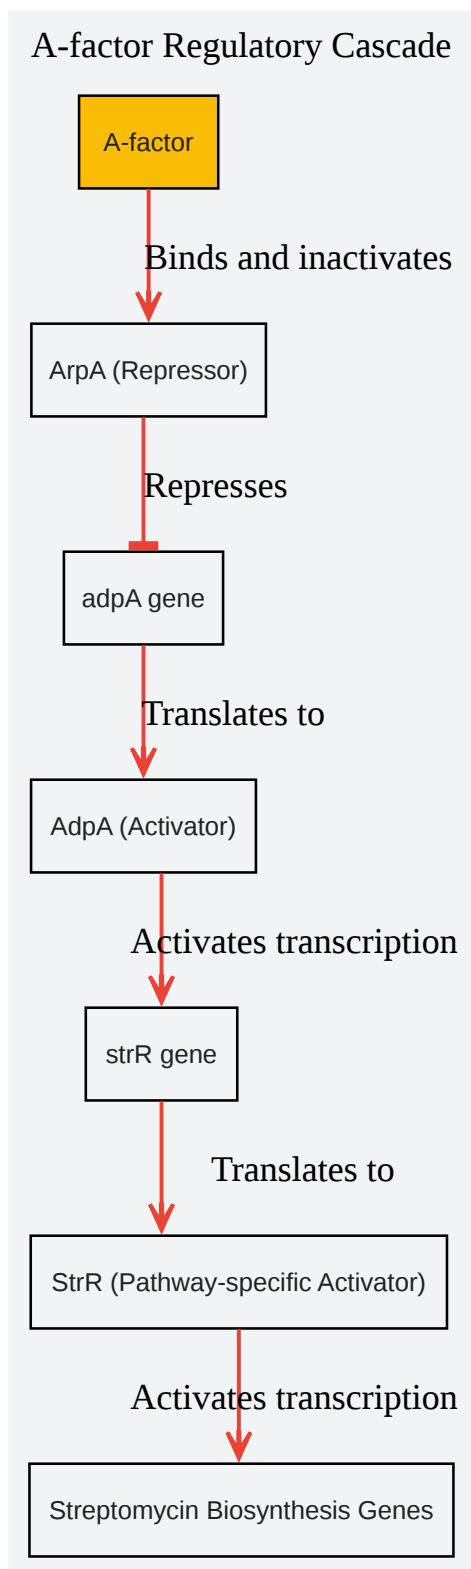 A-factor Regulatory Cascade
A-factor
Binds and inactivates
ArpA (Repressor)
Represses
adpA gene
Translates to
AdpA (Activator)
Activates transcription
strR gene
Translates to
StrR (Pathway-specific Activator)
Activates transcription
Streptomycin Biosynthesis Genes